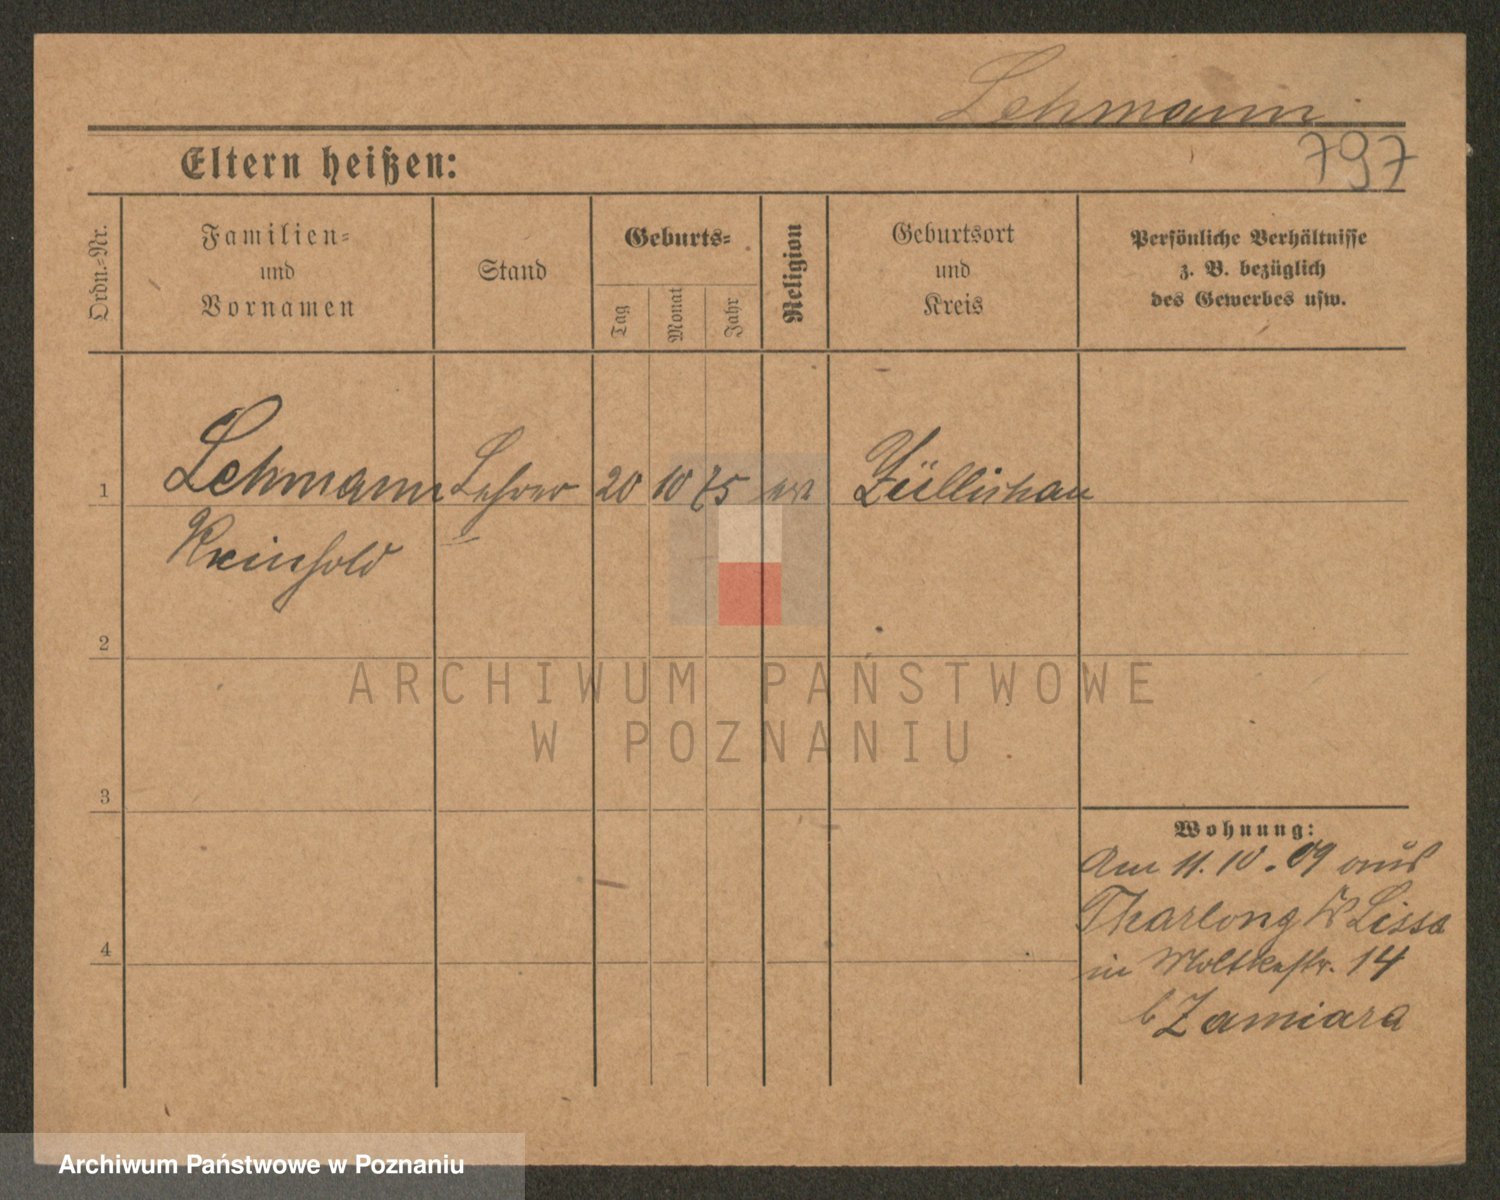 Lehmann
797
Eltern heißen:
Ordn.-Nr.
Familien-
und
Vornamen
Stand
Geburts-
Tag
Monat
Jahr
Religion
Geburtsort
und
Kreis
Persönliche Verhältnisse
z. B. bezüglich
des Gewerbes usw.
1 Lehmann Lehrer 20 10 75 ev Züllichau
Reinhold
2
3
4
Wohnung:
Am 11. 10. 09 aus
Tharlong Lissa
in Moltkestr. 14
b Zamiara
ARCHIWUM PAŃSTWOWE
W POZNANIU
Archiwum Państwowe w Poznaniu